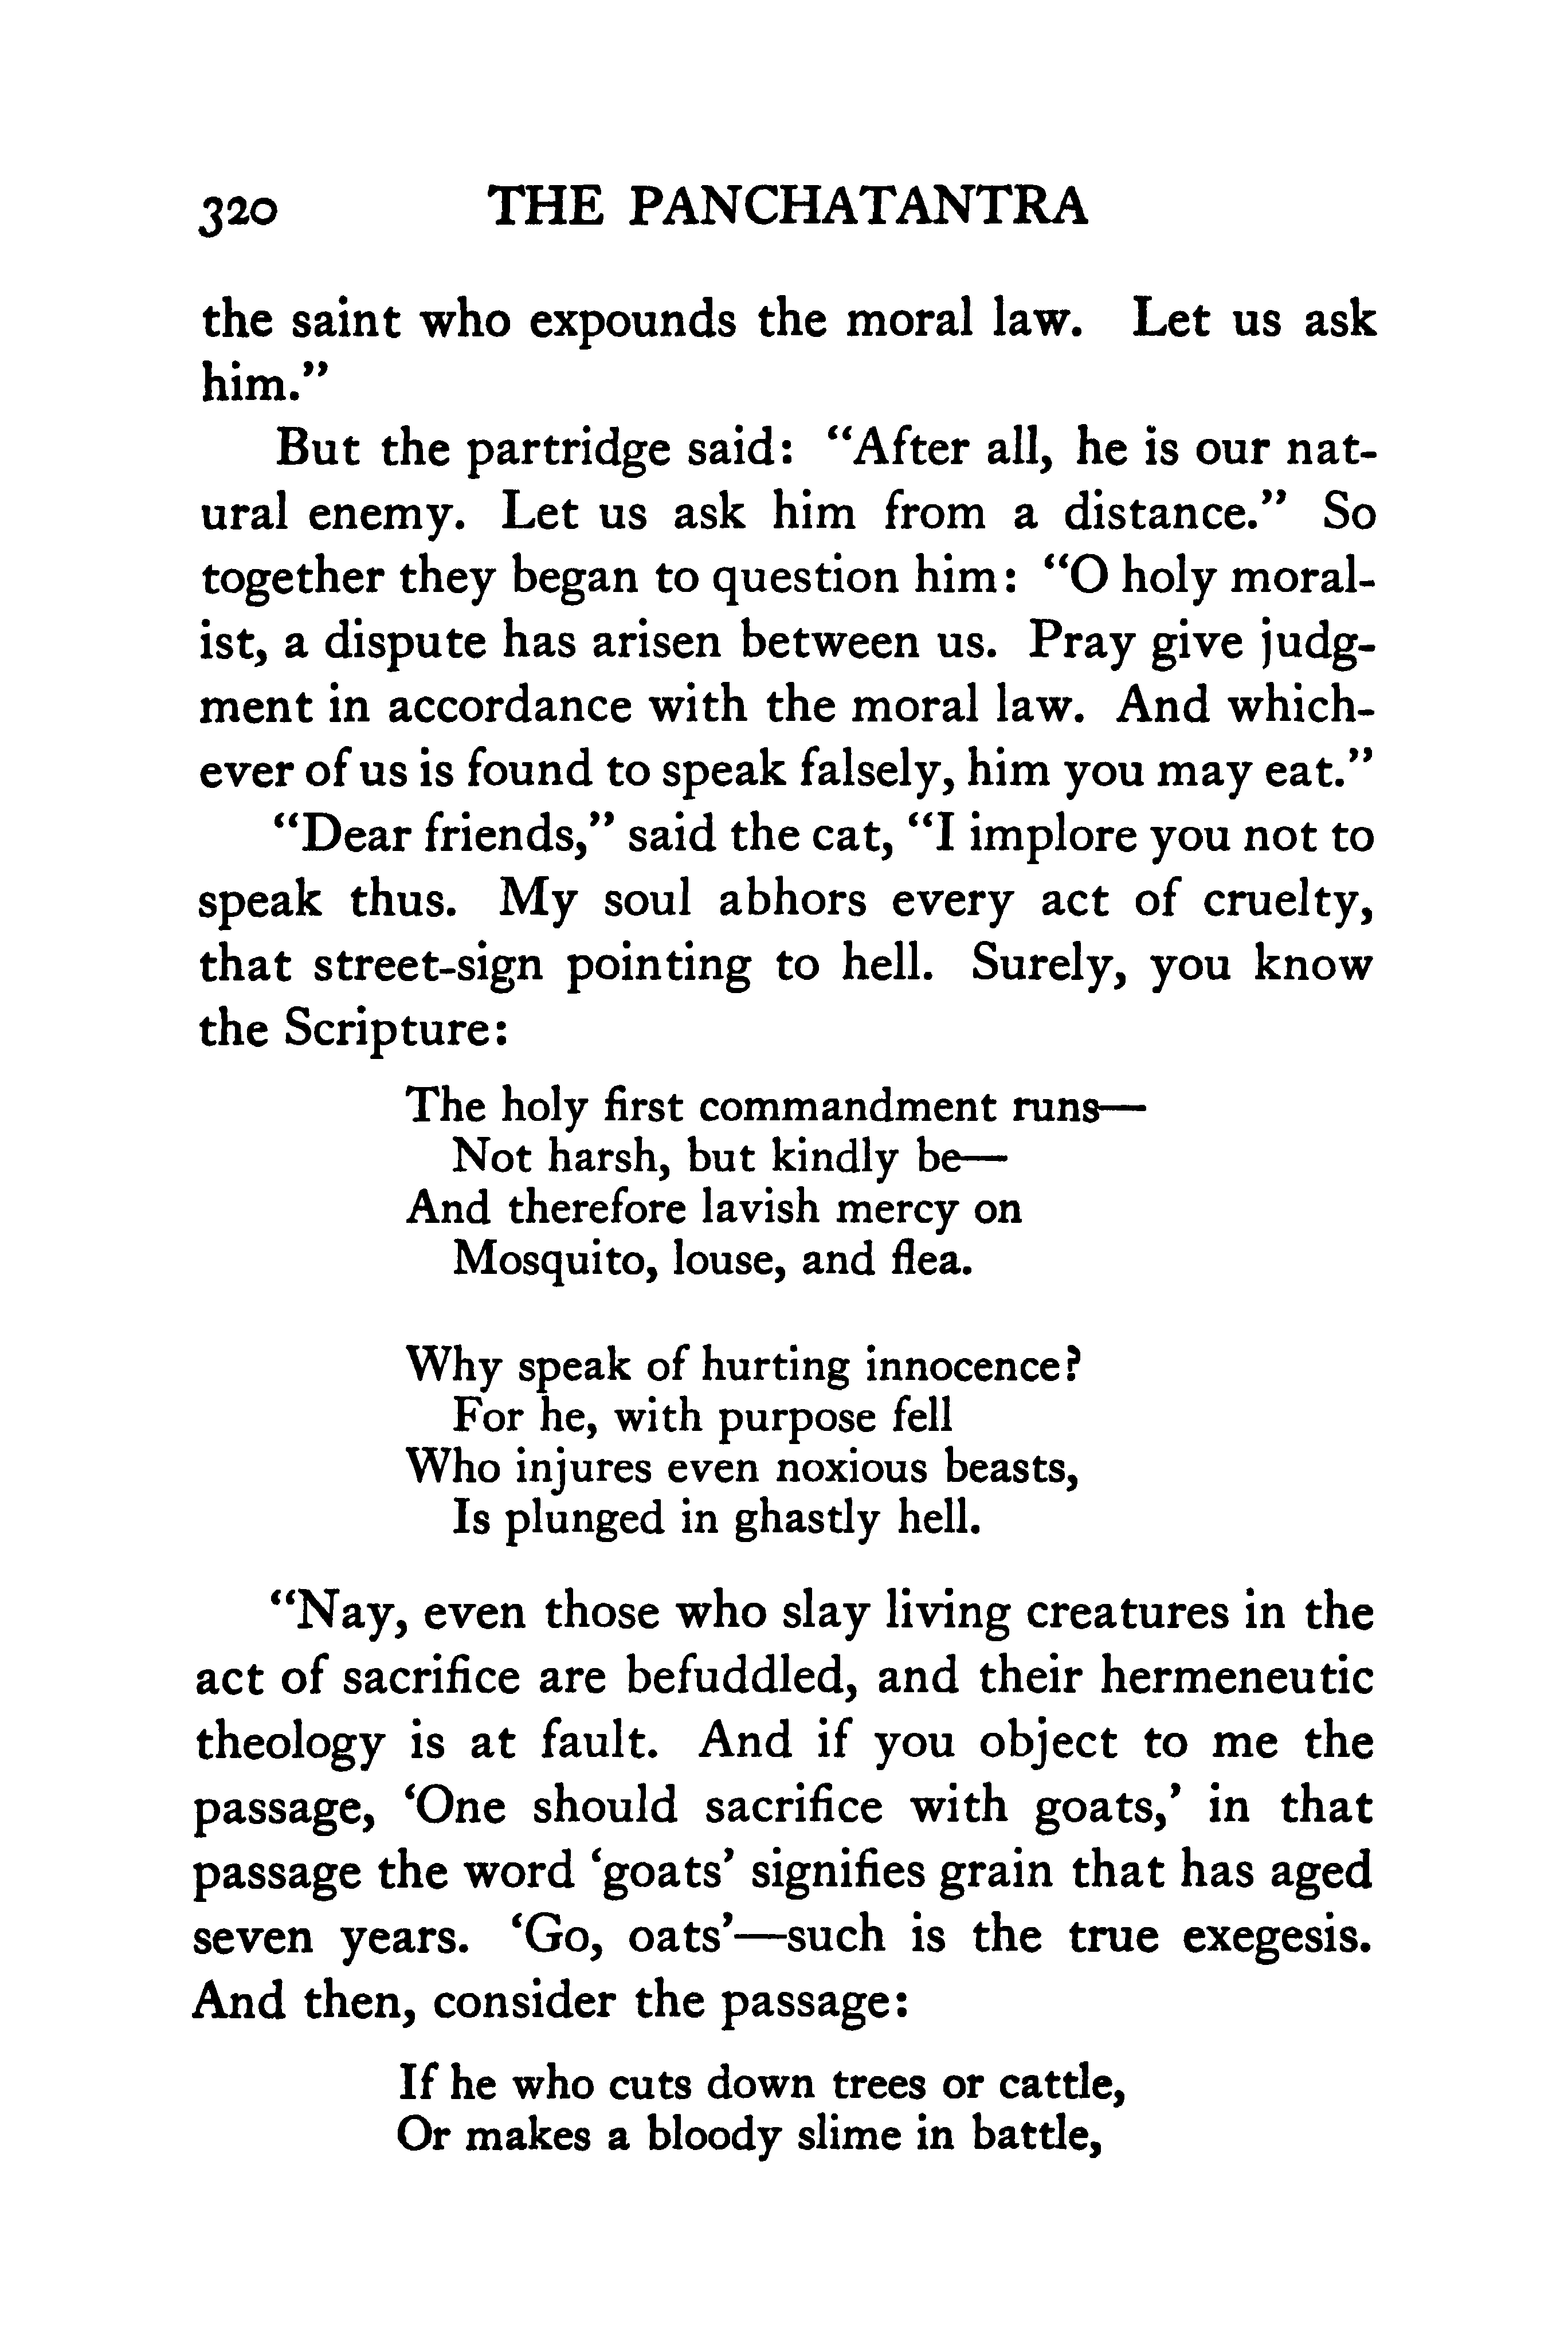 320 THE PANCHATANTRA
the saint who expounds the moral law. Let us ask
him.”
But the partridge said: “After all, he is our nat-
ural enemy. Let us ask him from a distance.” So
together they began to question him: “O holy moral-
ist, a dispute has arisen between us. Pray give judg-
ment in accordance with the moral law. And which-
ever of us is found to speak falsely, him you may eat.”
“Dear friends,” said the cat, “I implore you not to
speak thus. My soul abhors every act of cruelty,
that street-sign pointing to hell. Surely, you know
the Scripture:
The holy first commandment runs—
Not harsh, but kindly be—
And therefore lavish mercy on
Mosquito, louse, and flea.
Why speak of hurting innocence?
For he, with purpose fell
Who injures even noxious beasts,
Is plunged in ghastly hell.
“Nay, even those who slay living creatures in the
act of sacrifice are befuddled, and their hermeneutic
theology is at fault. And if you object to me the
passage, ‘One should sacrifice with goats,’ in that
passage the word ‘goats’ signifies grain that has aged
seven years. ‘Go, oats’—such is the true exegesis.
And then, consider the passage:
If he who cuts down trees or cattle,
Or makes a bloody slime in battle,